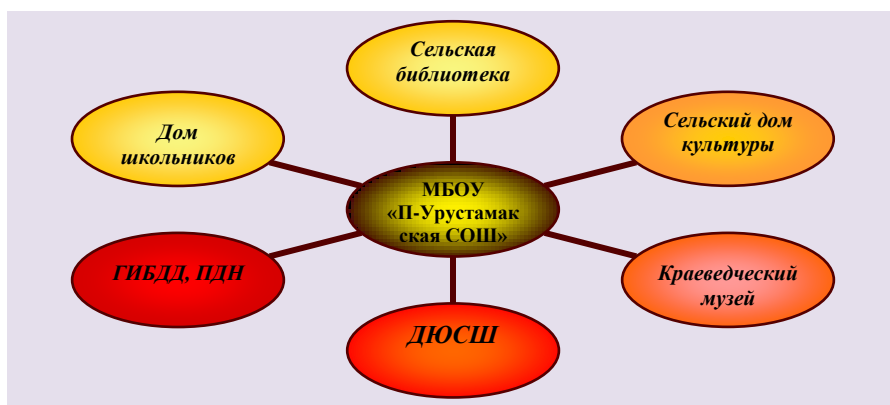 Сельская
библиотека
Дом
школьников
Сельский дом
культуры
МБОУ
«П-Урустамак
ская СОШ»
ГИБДД, ПДН
Краеведческий
музей
ДЮСШ